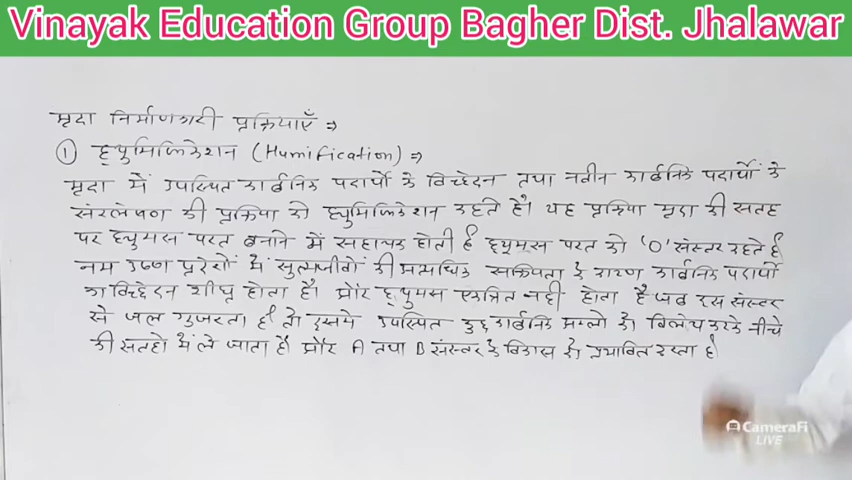 Vinayak Education Group Bagher Dist. Jhalawar
मृदा निर्माणकारी प्रक्रियाएँ ⇒
① ह्युमिफिकेशन (Humification) ⇒
मृदा में उपस्थित कार्बनिक पदार्थो के विच्छेदन तथा नवीन कार्बनिक पदार्थों के
संश्लेषण की प्रक्रिया को ह्युमिफिकेशन कहते है। यह प्रक्रिया मृदा की सतह
पर ह्युमस परत बनाने में सहायक होती है ह्यूमस परत को 'O' संस्तर कहते है
नम उष्ण प्रदेशों में सुक्ष्मजीवों की अत्यधिक सक्रियता के कारण कार्बनिक पदार्थो
का विच्छेदन शीघ्र होता है। और ह्युमस एकत्रित नही होता है जब इस संस्तर
से जल गुजरता है तो इसमे उपस्थित कुछ कार्बनिक अम्लो को विलेय करके नीचे
की सतहो में ले जाता है और A तथा B संस्तर के विकास को प्रभावित करता है
CameraFi
LIVE